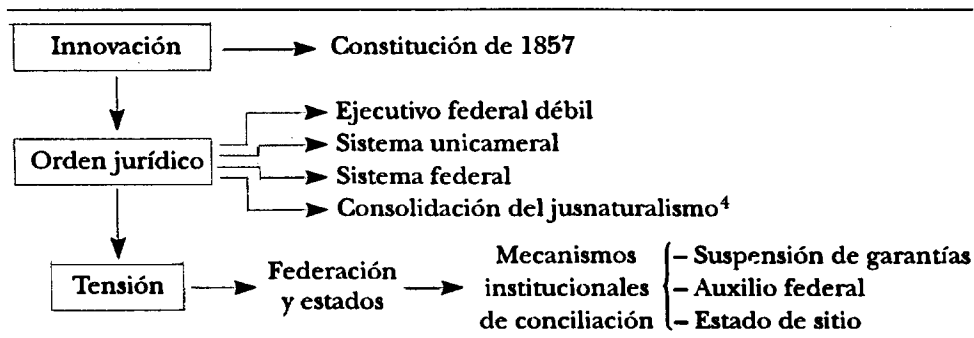 Innovación
Constitución de 1857
Ejecutivo federal débil
Orden jurídico
Sistema unicameral
Sistema federal
Consolidación del jusnaturalismo⁴
Tensión
Federación
y estados
Mecanismos
institucionales
de conciliación
– Suspensión de garantías
– Auxilio federal
– Estado de sitio